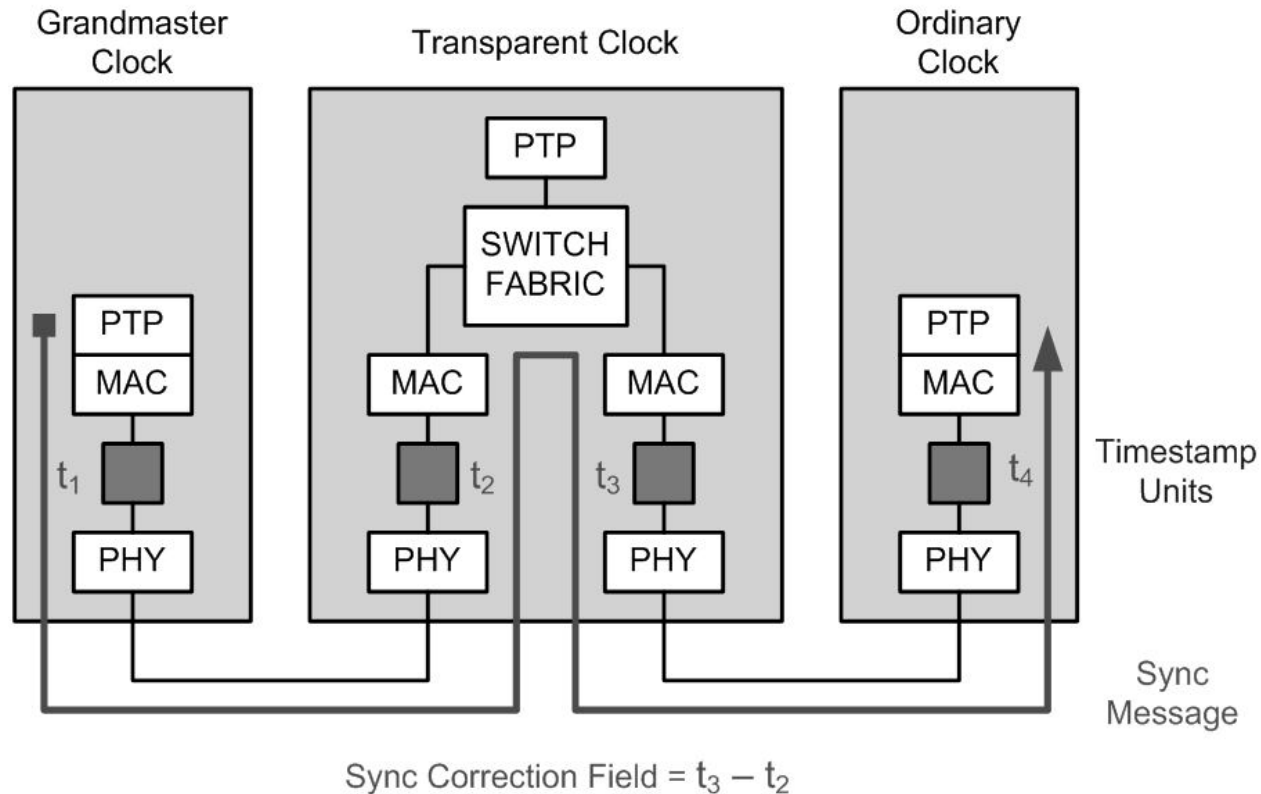 Grandmaster
Clock
Transparent Clock
Ordinary
Clock
PTP
SWITCH
FABRIC
PTP
MAC
MAC
MAC
PTP
MAC
t₁
t₂
t₃
t₄
Timestamp
Units
PHY
PHY
PHY
PHY
Sync
Message
Sync Correction Field = t₃ – t₂